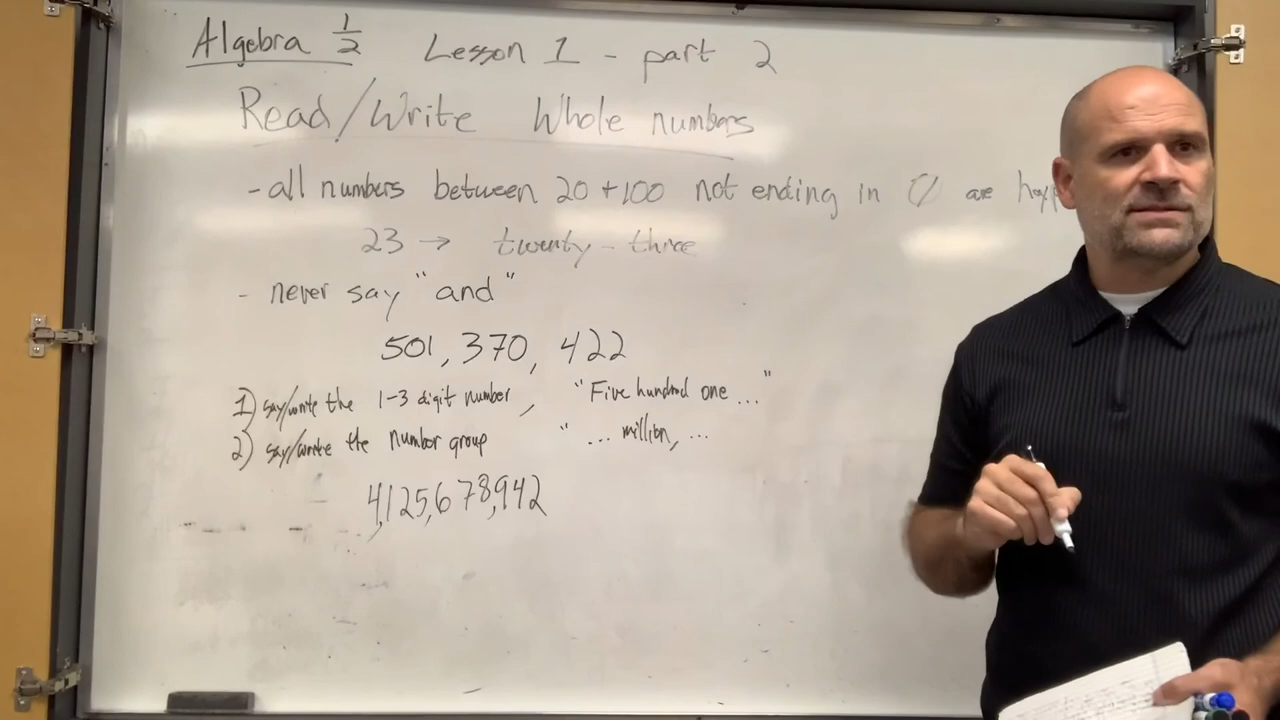 Algebra 1/2 Lesson 1 - part 2
Read/Write Whole numbers
- all numbers between 20 + 100 not ending in 0 are hyp
23 → twenty-three
- never say "and"
501,370,422
1) say/write the 1-3 digit number, "Five hundred one ..."
2) say/write the number group "... million, ...
4,125,678,942